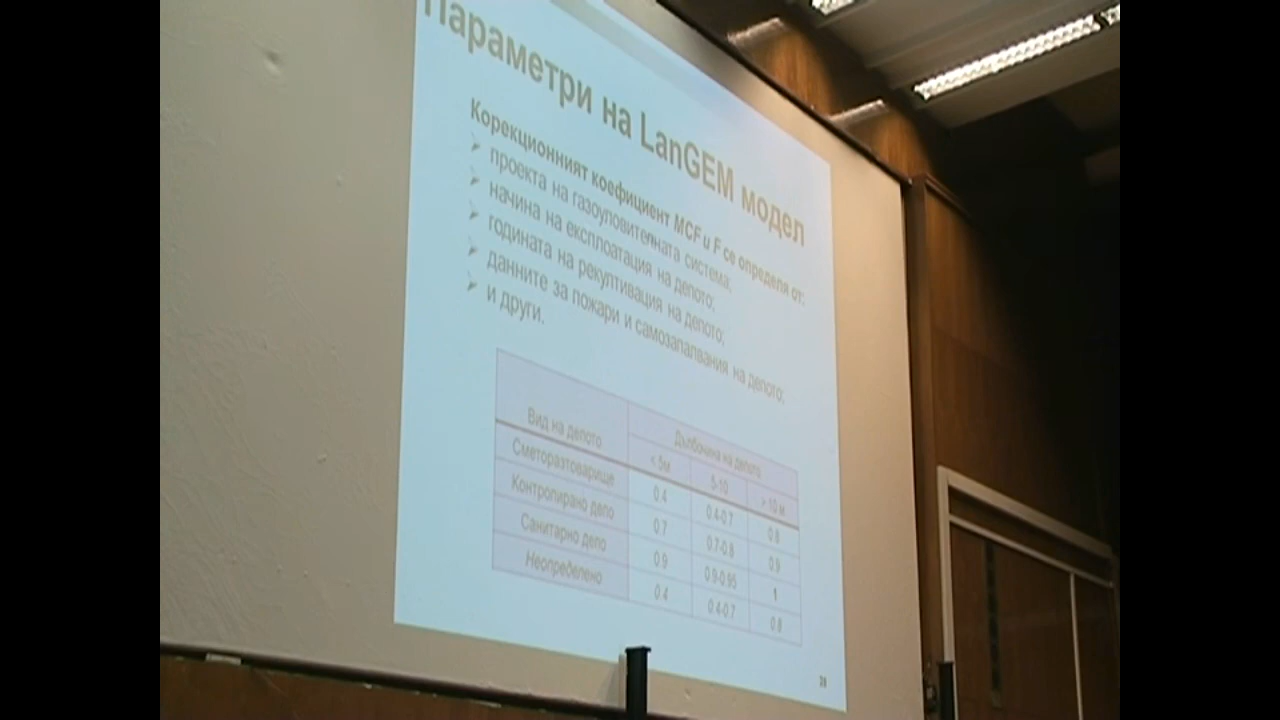 Параметри на LanGEM модел
Корекционният коефициент MCF и F се определя от:
проекта на газоуловителната система;
начина на експлоатация на депото;
годината на рекултивация на депото;
данните за пожари и самозапалвания на депото;
и други.
Вид на депото
Дълбочина на депото
< 5м 5-10 > 10 м
Сметоразтоварище 0.4 0.4-0.7 0.8
Контролирано депо 0.7 0.7-0.8 0.9
Санитарно депо 0.9 0.9-0.95 1
Неопределено 0.4 0.4-0.7 0.8